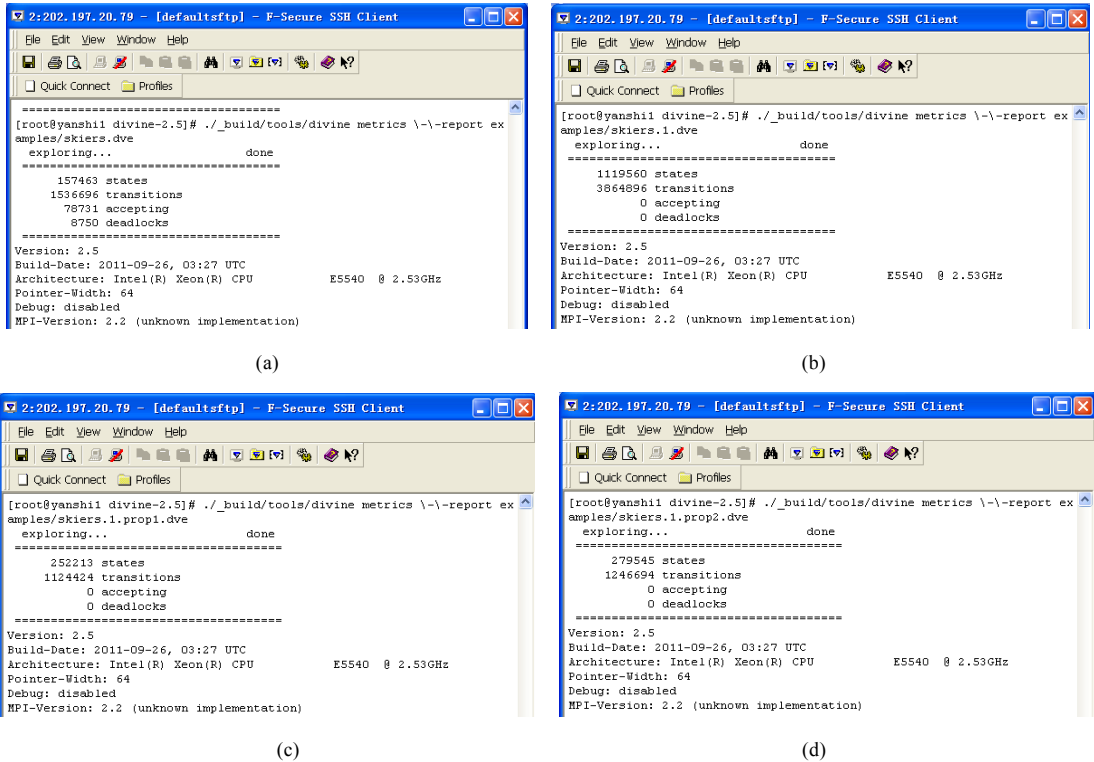 2:202.197.20.79 - [defaultsftp] - F-Secure SSH Client
File Edit View Window Help
Quick Connect Profiles
=====================================
[root@yanshi1 divine-2.5]# ./_build/tools/divine metrics \-\-report ex
amples/skiers.dve
exploring... done
=====================================
157463 states
1536696 transitions
78731 accepting
8750 deadlocks
=====================================
Version: 2.5
Build-Date: 2011-09-26, 03:27 UTC
Architecture: Intel(R) Xeon(R) CPU E5540 @ 2.53GHz
Pointer-Width: 64
Debug: disabled
MPI-Version: 2.2 (unknown implementation)
(a)
2:202.197.20.79 - [defaultsftp] - F-Secure SSH Client
File Edit View Window Help
Quick Connect Profiles
[root@yanshi1 divine-2.5]# ./_build/tools/divine metrics \-\-report ex
amples/skiers.1.dve
exploring... done
======================================
1119560 states
3864896 transitions
0 accepting
0 deadlocks
======================================
Version: 2.5
Build-Date: 2011-09-26, 03:27 UTC
Architecture: Intel(R) Xeon(R) CPU E5540 @ 2.53GHz
Pointer-Width: 64
Debug: disabled
MPI-Version: 2.2 (unknown implementation)
(b)
2:202.197.20.79 - [defaultsftp] - F-Secure SSH Client
File Edit View Window Help
Quick Connect Profiles
[root@yanshi1 divine-2.5]# ./_build/tools/divine metrics \-\-report ex
amples/skiers.1.prop1.dve
exploring... done
======================================
252213 states
1124424 transitions
0 accepting
0 deadlocks
======================================
Version: 2.5
Build-Date: 2011-09-26, 03:27 UTC
Architecture: Intel(R) Xeon(R) CPU E5540 @ 2.53GHz
Pointer-Width: 64
Debug: disabled
MPI-Version: 2.2 (unknown implementation)
(c)
2:202.197.20.79 - [defaultsftp] - F-Secure SSH Client
File Edit View Window Help
Quick Connect Profiles
[root@yanshi1 divine-2.5]# ./_build/tools/divine metrics \-\-report ex
amples/skiers.1.prop2.dve
exploring... done
======================================
279545 states
1246694 transitions
0 accepting
0 deadlocks
======================================
Version: 2.5
Build-Date: 2011-09-26, 03:27 UTC
Architecture: Intel(R) Xeon(R) CPU E5540 @ 2.53GHz
Pointer-Width: 64
Debug: disabled
MPI-Version: 2.2 (unknown implementation)
(d)